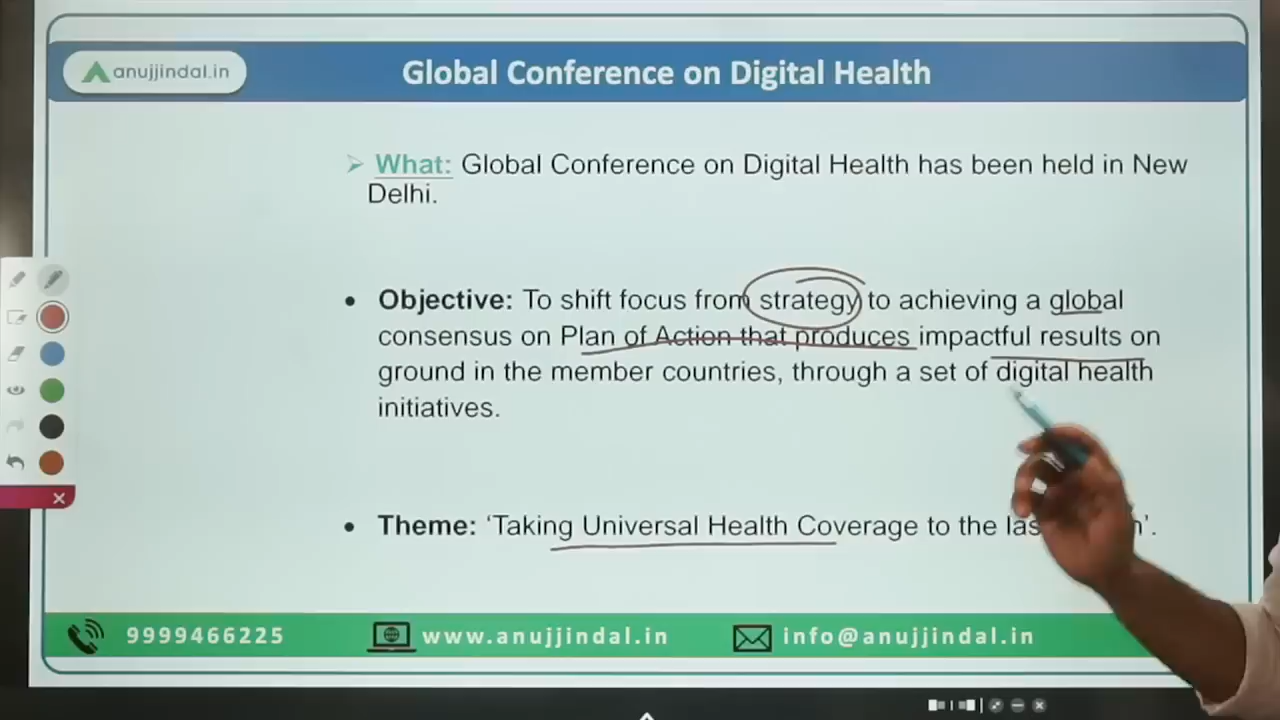 anujjindal.in
Global Conference on Digital Health
What: Global Conference on Digital Health has been held in New
Delhi.
Objective: To shift focus from strategy to achieving a global
consensus on Plan of Action that produces impactful results on
ground in the member countries, through a set of digital health
initiatives.
Theme: ‘Taking Universal Health Coverage to the
9999466225
www.anujjindal.in
info@anujjindal.in